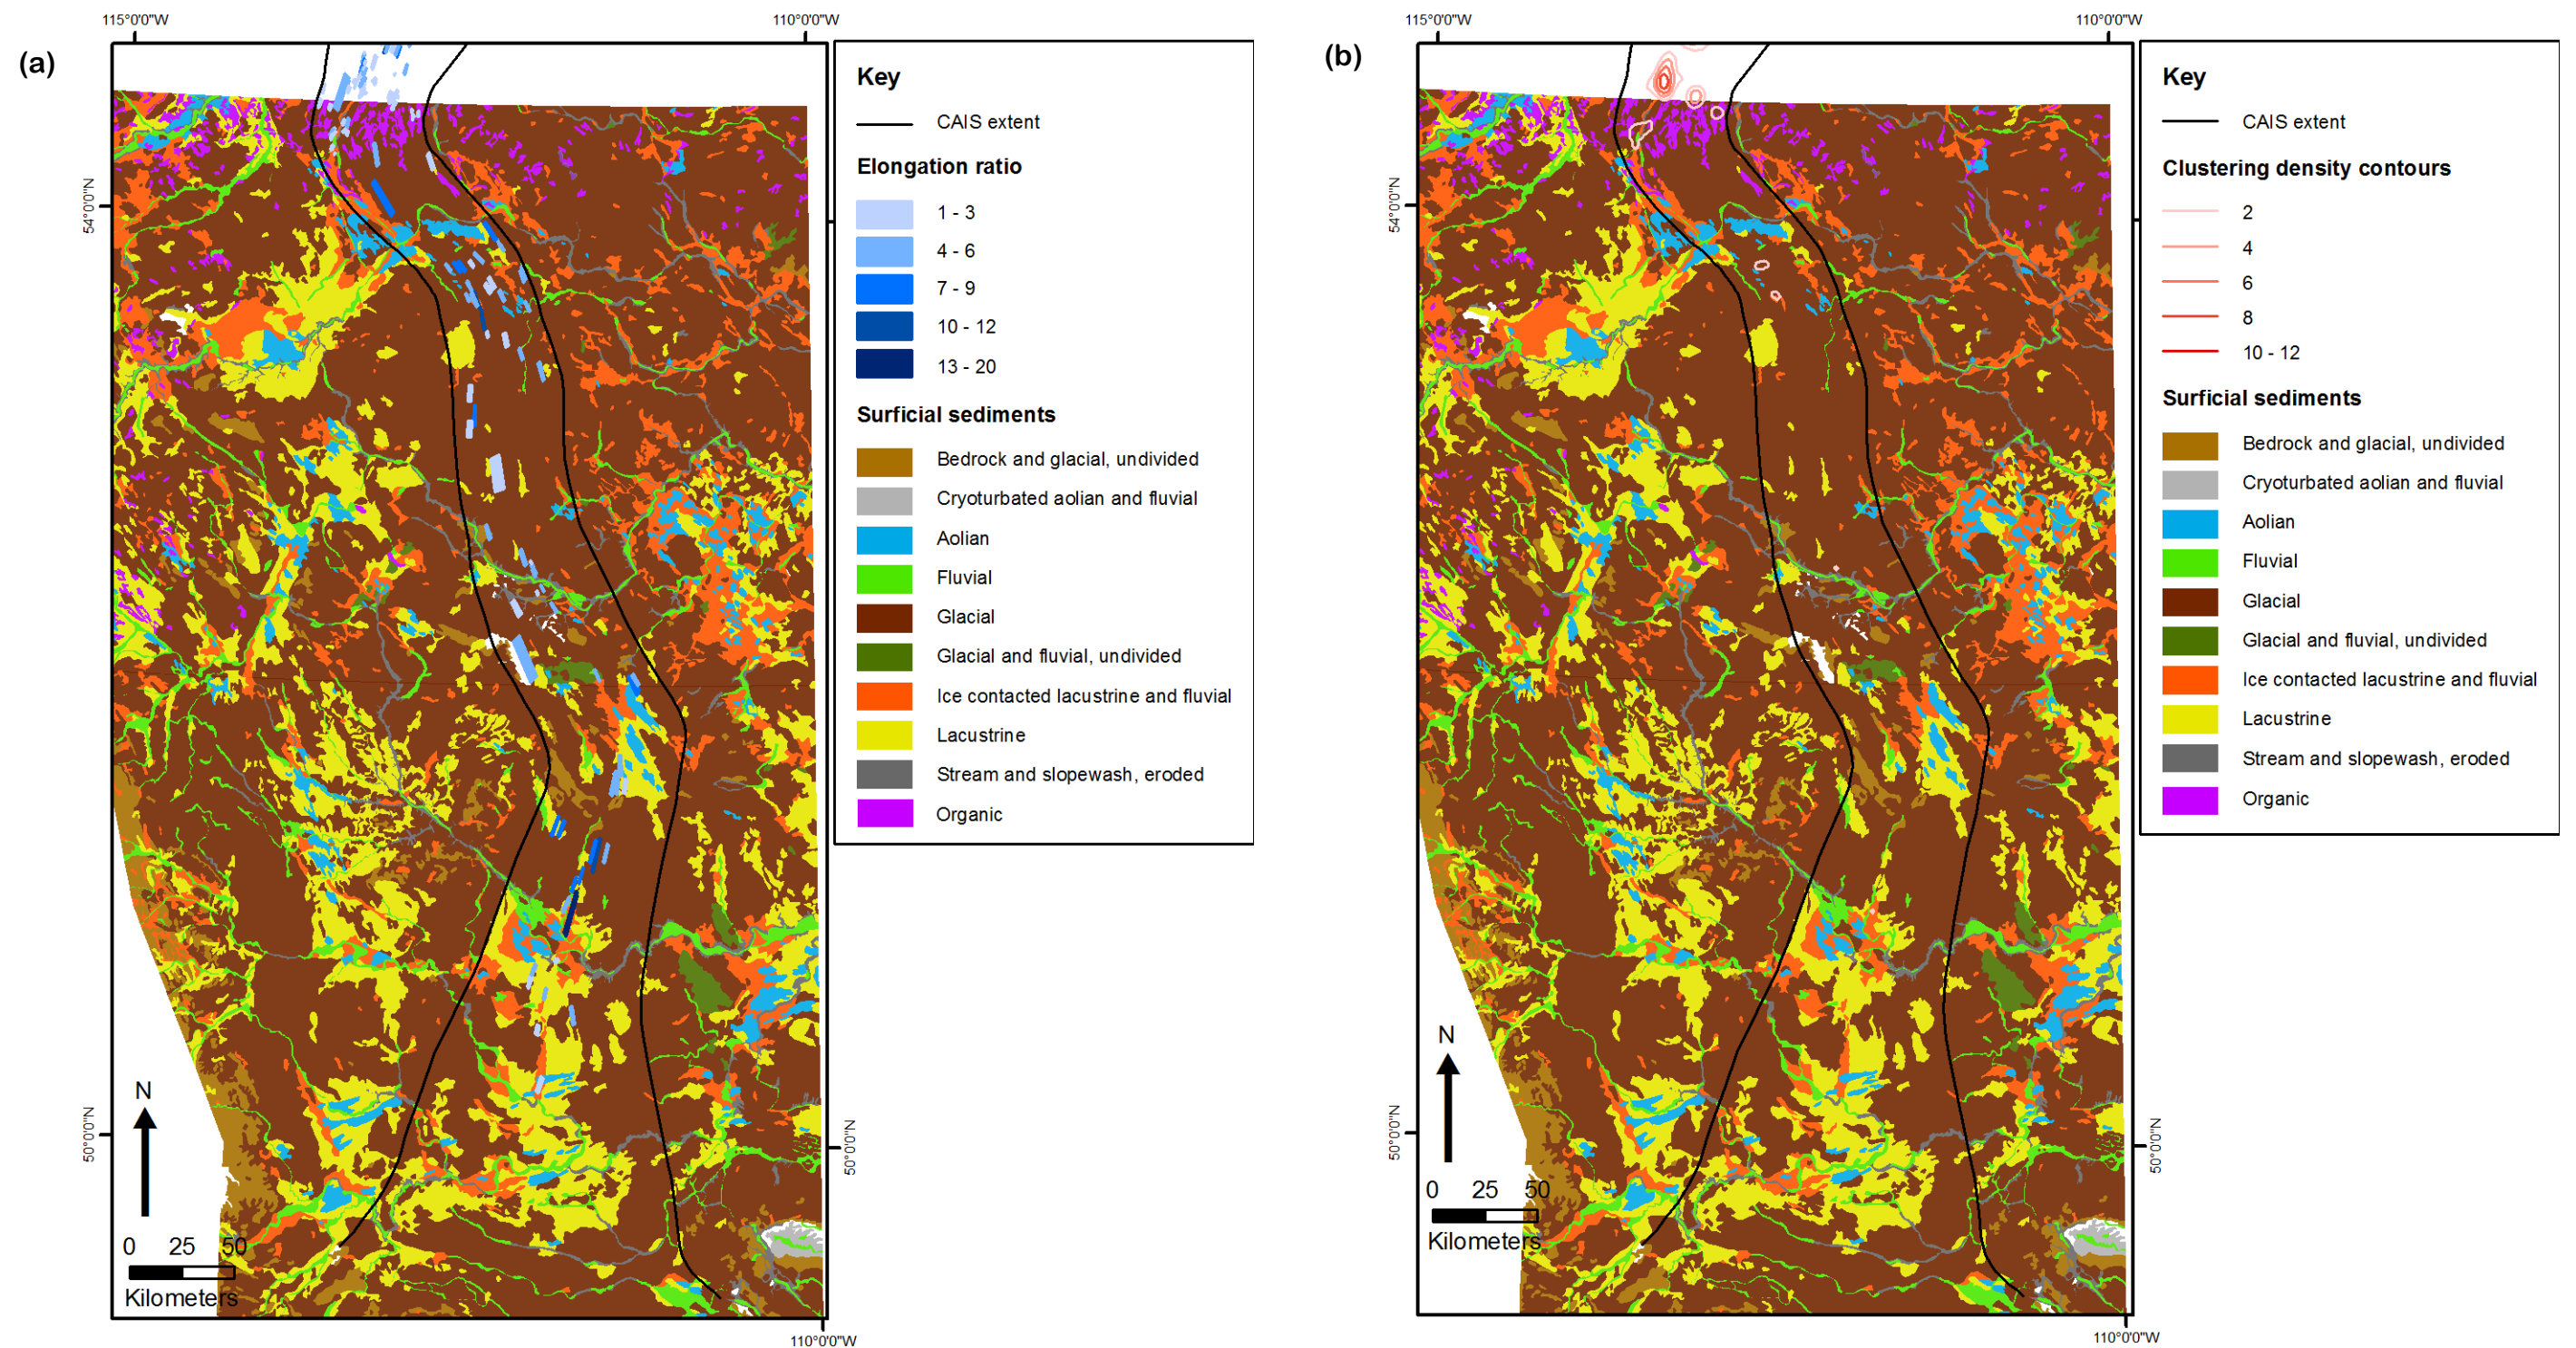 (a)
115°0'0"W
110°0'0"W
54°0'0"N
50°0'0"N
50°0'0"N
110°0'0"W
N
0 25 50
Kilometers
Key
CAIS extent
Elongation ratio
1 - 3
4 - 6
7 - 9
10 - 12
13 - 20
Surficial sediments
Bedrock and glacial, undivided
Cryoturbated aolian and fluvial
Aolian
Fluvial
Glacial
Glacial and fluvial, undivided
Ice contacted lacustrine and fluvial
Lacustrine
Stream and slopewash, eroded
Organic
(b)
115°0'0"W
110°0'0"W
54°0'0"N
50°0'0"N
50°0'0"N
110°0'0"W
N
0 25 50
Kilometers
Key
CAIS extent
Clustering density contours
2
4
6
8
10 - 12
Surficial sediments
Bedrock and glacial, undivided
Cryoturbated aolian and fluvial
Aolian
Fluvial
Glacial
Glacial and fluvial, undivided
Ice contacted lacustrine and fluvial
Lacustrine
Stream and slopewash, eroded
Organic